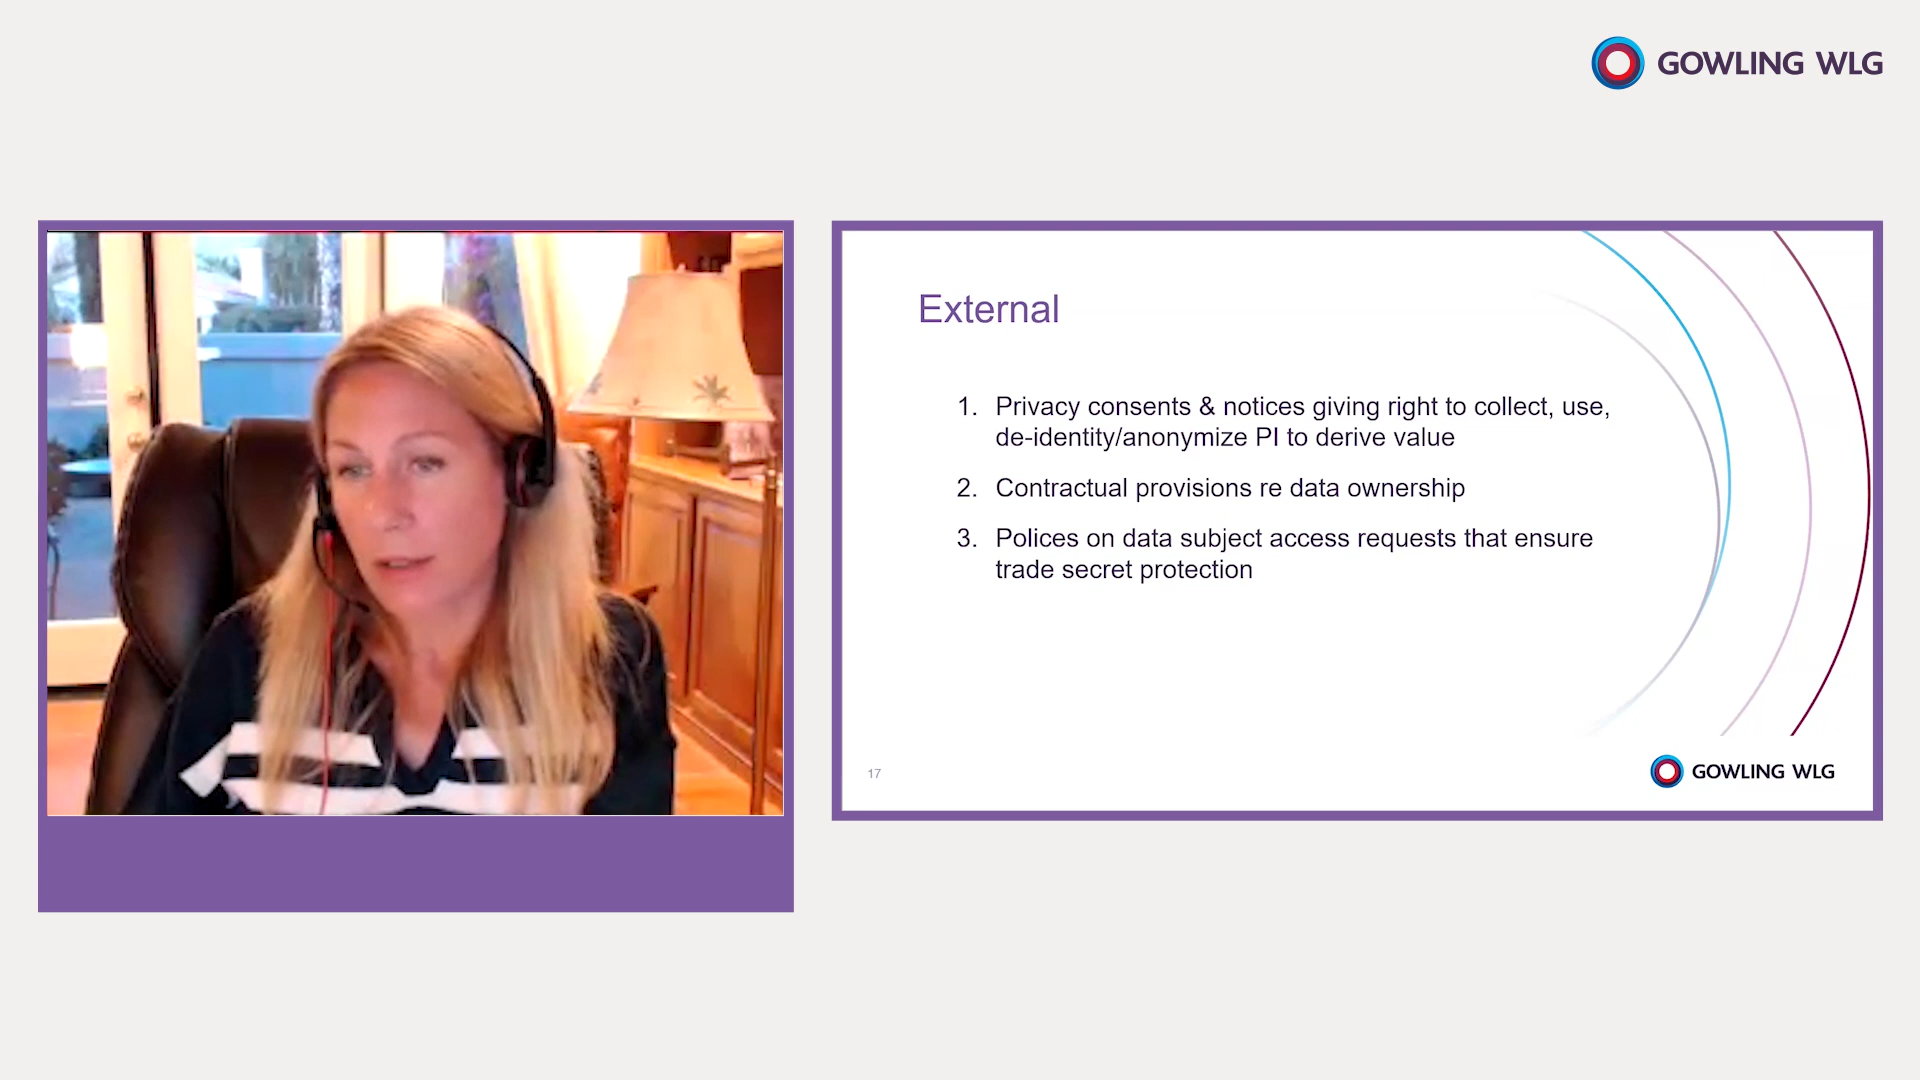 GOWLING WLG
External
1. Privacy consents & notices giving right to collect, use,
de-identity/anonymize PI to derive value
2. Contractual provisions re data ownership
3. Polices on data subject access requests that ensure
trade secret protection
17
GOWLING WLG